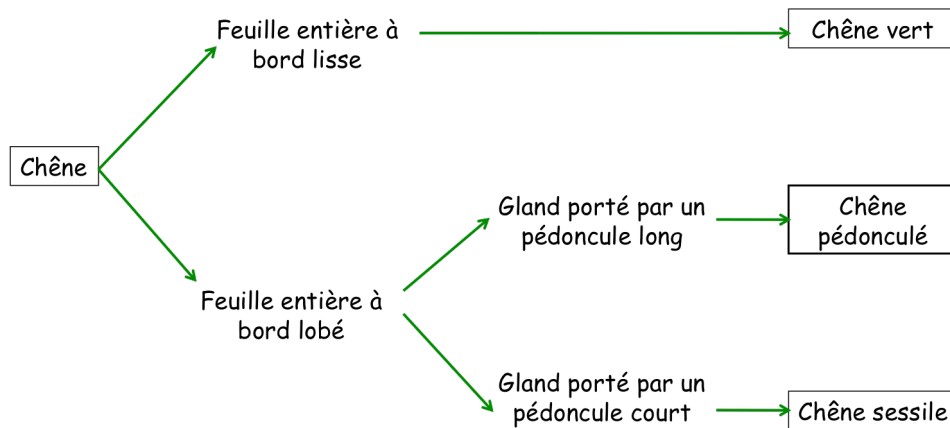 Feuille entière à
bord lisse
Chêne vert
Chêne
Gland porté par un
pédoncule long
Chêne
pédonculé
Feuille entière à
bord lobé
Gland porté par un
pédoncule court
Chêne sessile